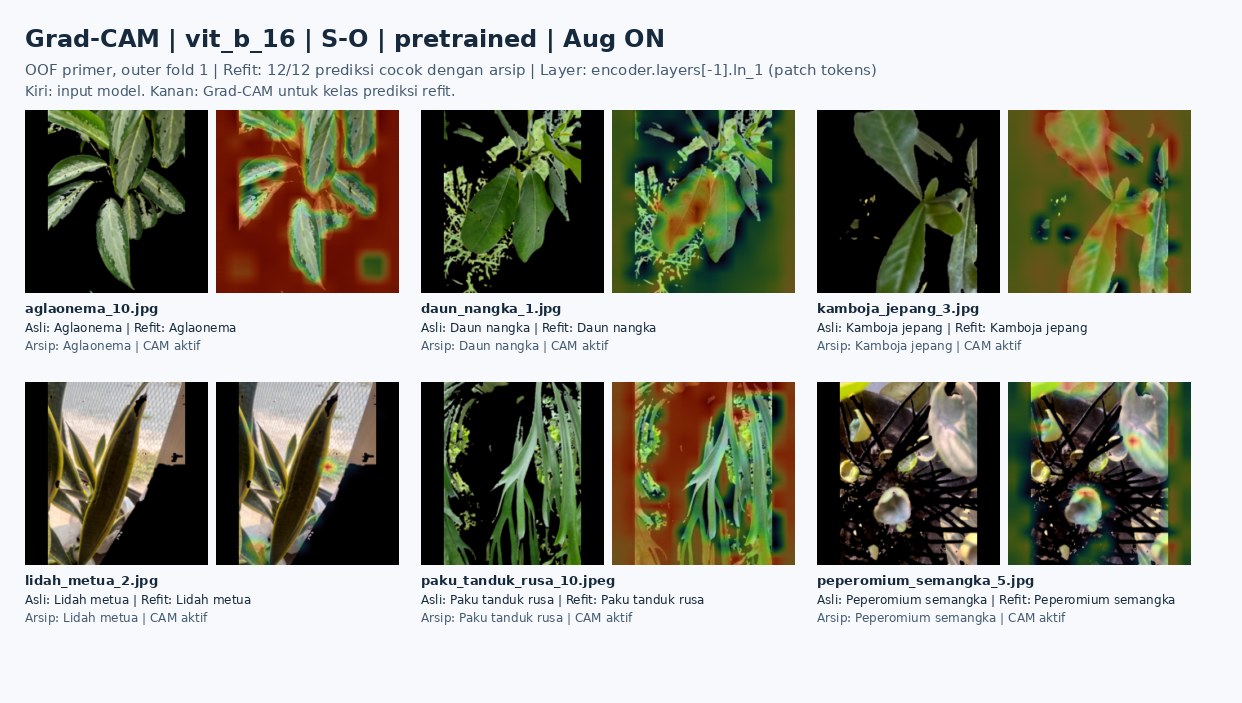 Grad-CAM | vit_b_16 | S-O | pretrained | Aug ON
OOF primer, outer fold 1 | Refit: 12/12 prediksi cocok dengan arsip | Layer: encoder.layers[-1].ln_1 (patch tokens)
Kiri: input model. Kanan: Grad-CAM untuk kelas prediksi refit.
aglaonema_10.jpg
Asli: Aglaonema | Refit: Aglaonema
Arsip: Aglaonema | CAM aktif
daun_nangka_1.jpg
Asli: Daun nangka | Refit: Daun nangka
Arsip: Daun nangka | CAM aktif
kamboja_jepang_3.jpg
Asli: Kamboja jepang | Refit: Kamboja jepang
Arsip: Kamboja jepang | CAM aktif
lidah_metua_2.jpg
Asli: Lidah metua | Refit: Lidah metua
Arsip: Lidah metua | CAM aktif
paku_tanduk_rusa_10.jpeg
Asli: Paku tanduk rusa | Refit: Paku tanduk rusa
Arsip: Paku tanduk rusa | CAM aktif
peperomium_semangka_5.jpg
Asli: Peperomium semangka | Refit: Peperomium semangka
Arsip: Peperomium semangka | CAM aktif